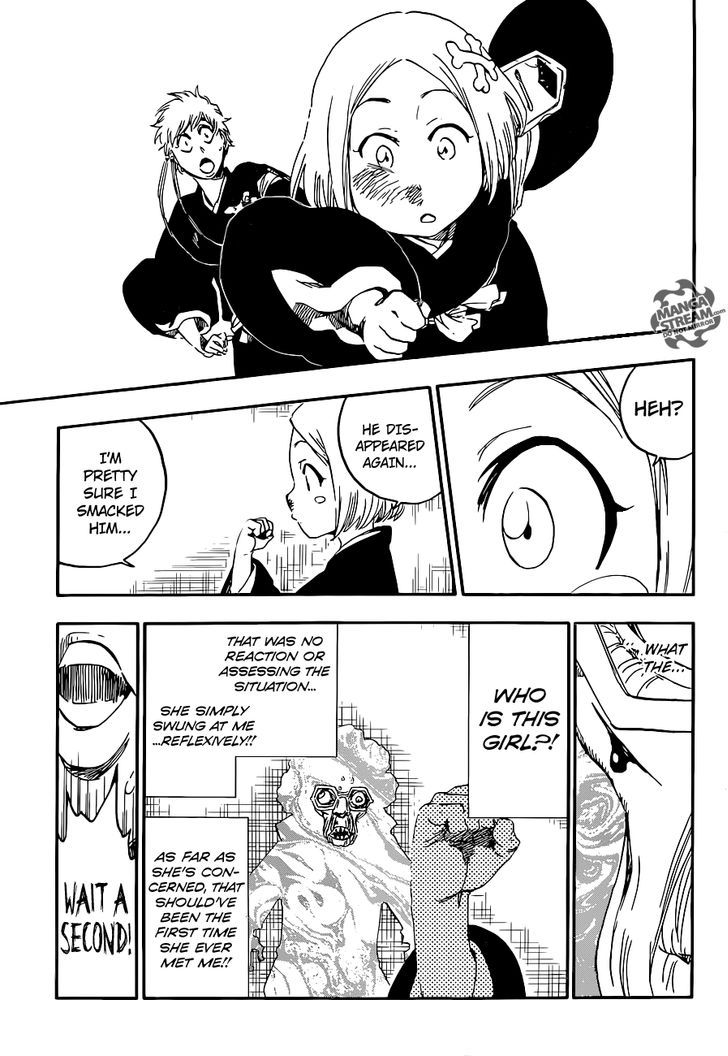 MANGA
STREAM.com
DO NOT MIRROR
HEH?
HE DIS-
APPEARED
AGAIN...
I'M
PRETTY
SURE I
SMACKED
HIM...
WHAT
THE...
WHO
IS THIS
GIRL?!
THAT WAS NO
REACTION OR
ASSESSING THE
SITUATION...
SHE SIMPLY
SWUNG AT ME
...REFLEXIVELY!!
AS FAR AS
SHE'S CON-
CERNED, THAT
SHOULD'VE
BEEN THE
FIRST TIME
SHE EVER
MET ME!!
WAIT A
SECOND!